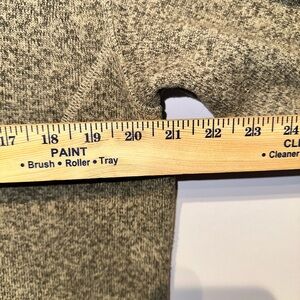 17 18 19 20 21 22 23 24
PAINT CL
• Brush • Roller • Tray • Cleaner